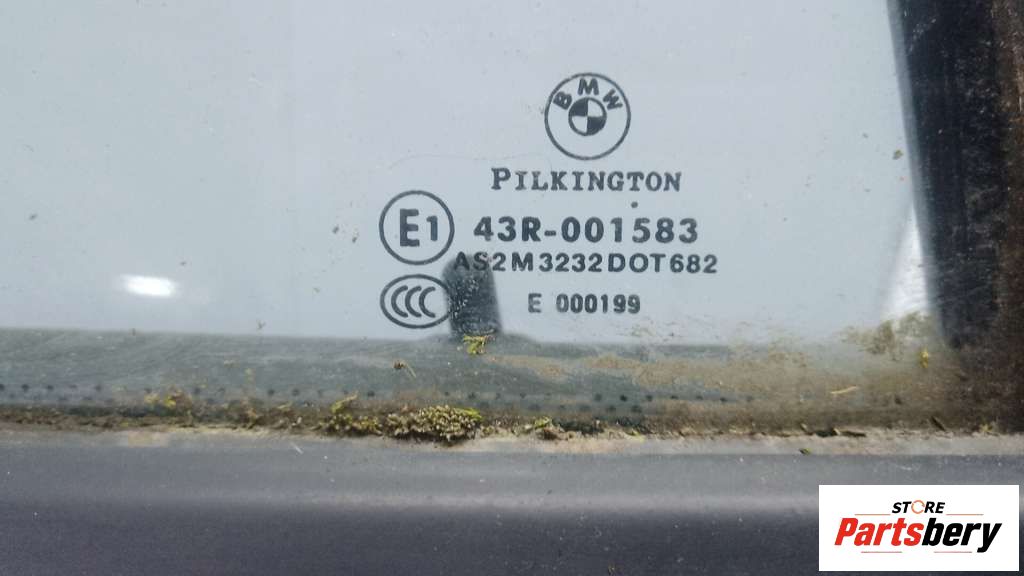 BMW
PILKINGTON
E1 43R-001583
AS2M3232DOT682
CCC E 000199
STORE
Partsbery